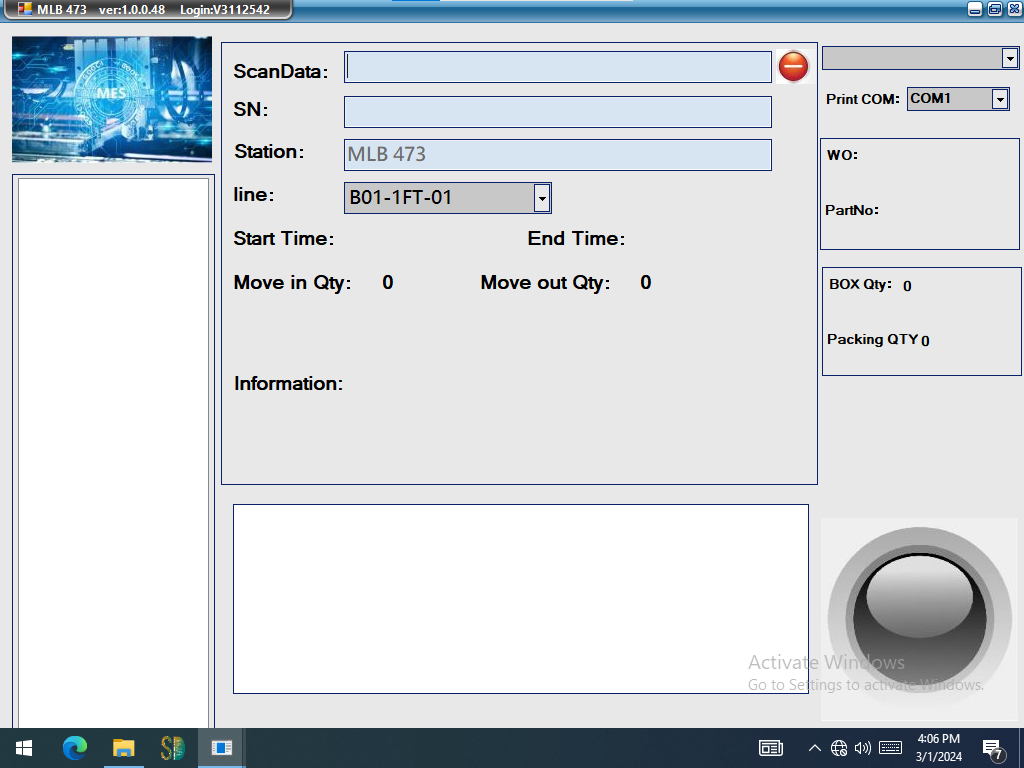 MLB 473 ver:1.0.0.48 Login:V3112542
MES
ScanData:
SN:
Station: MLB 473
line: B01-1FT-01
Start Time: End Time:
Move in Qty: 0 Move out Qty: 0
Information:
Print COM: COM1
WO:
PartNo:
BOX Qty: 0
Packing QTY 0
Activate Windows
Go to Settings to activate Windows.
4:06 PM
3/1/2024
7